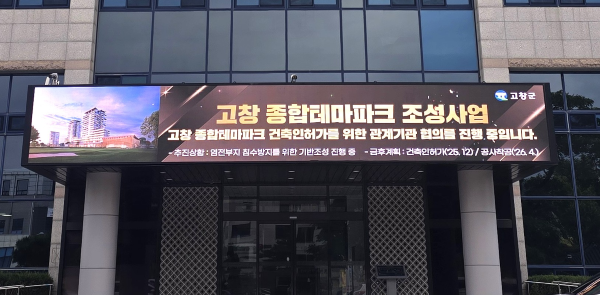 고창군
고창 종합테마파크 조성사업
고창 종합테마파크 건축인허가를 위한 관계기관 협의를 진행 중입니다.
- 추진상황 : 염전부지 침수방지를 위한 기반조성 진행 중 - 금후계획 : 건축인허가('25. 12) / 공사착공('26. 4.)